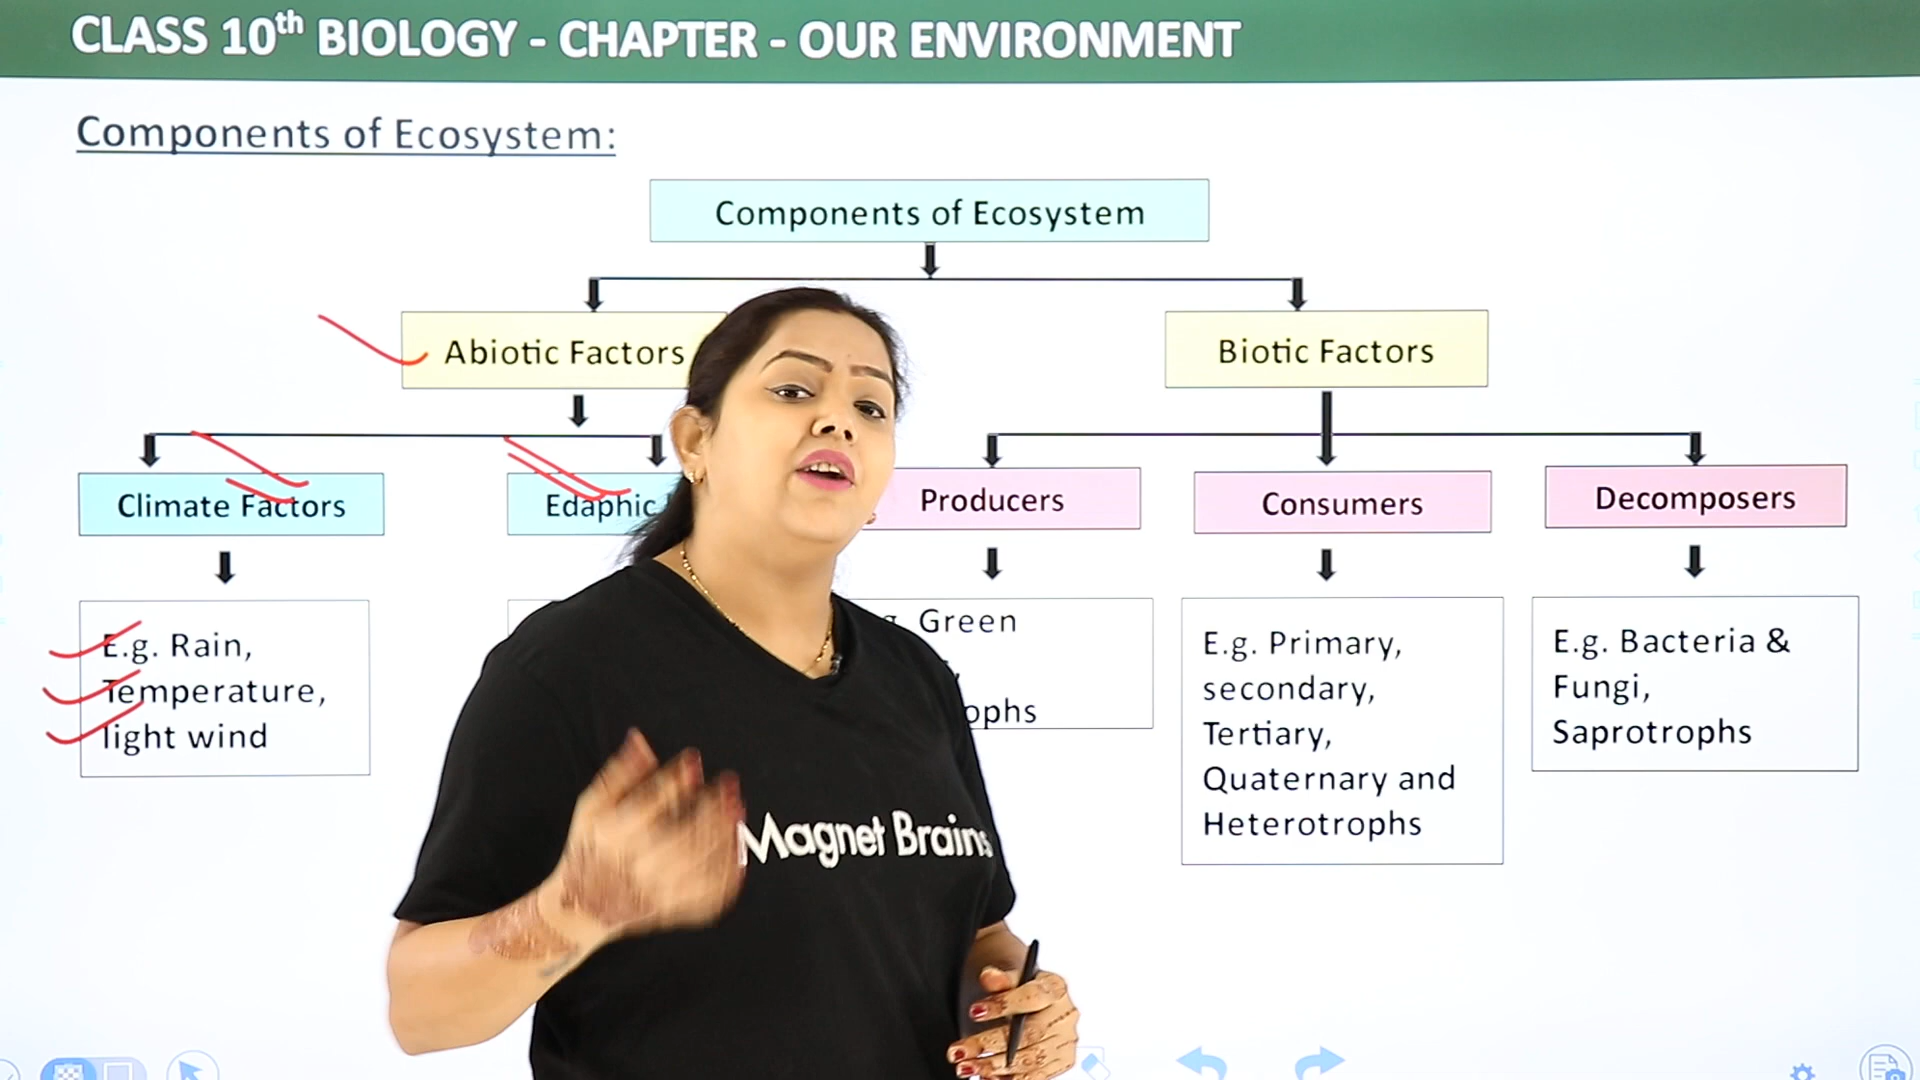 CLASS 10th BIOLOGY - CHAPTER - OUR ENVIRONMENT
Components of Ecosystem:
Components of Ecosystem
Abiotic Factors
Biotic Factors
Climate Factors
Edaphic
Producers
Consumers
Decomposers
E.g. Rain,
Temperature,
light wind
Green
E.g. Primary,
secondary,
Tertiary,
Quaternary and
Heterotrophs
E.g. Bacteria &
Fungi,
Saprotrophs
Magnet Brains